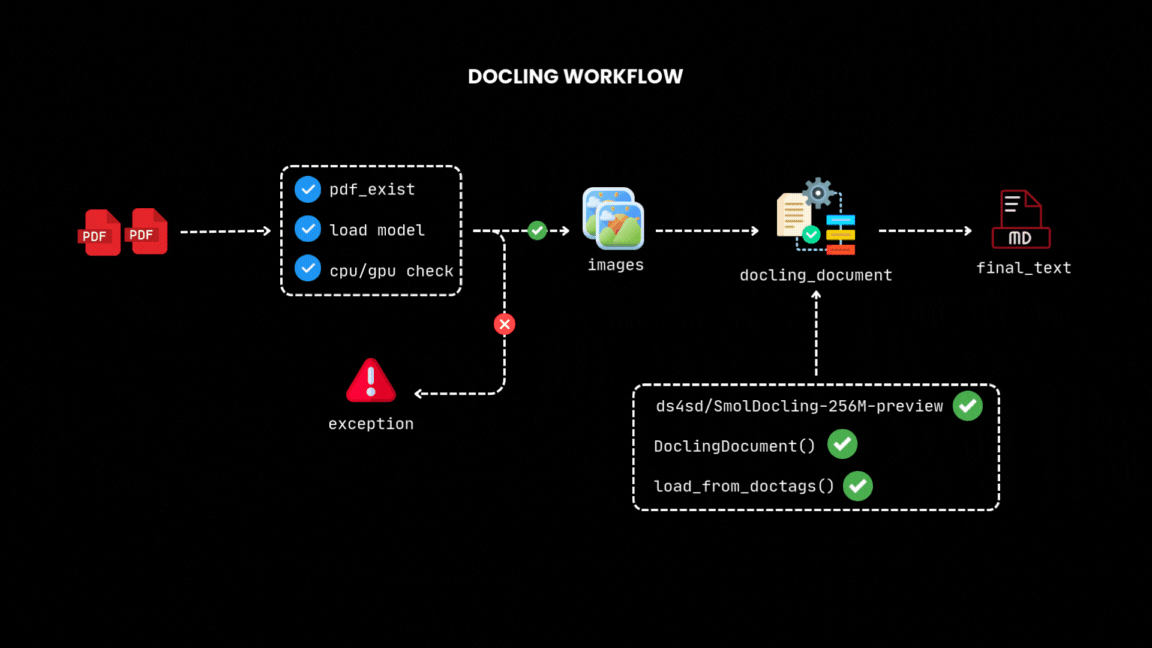 DOCLING WORKFLOW
PDF
PDF
pdf_exist
load model
cpu/gpu check
images
docling_document
MD
final_text
exception
ds4sd/SmolDocling-256M-preview
DoclingDocument()
load_from_doctags()